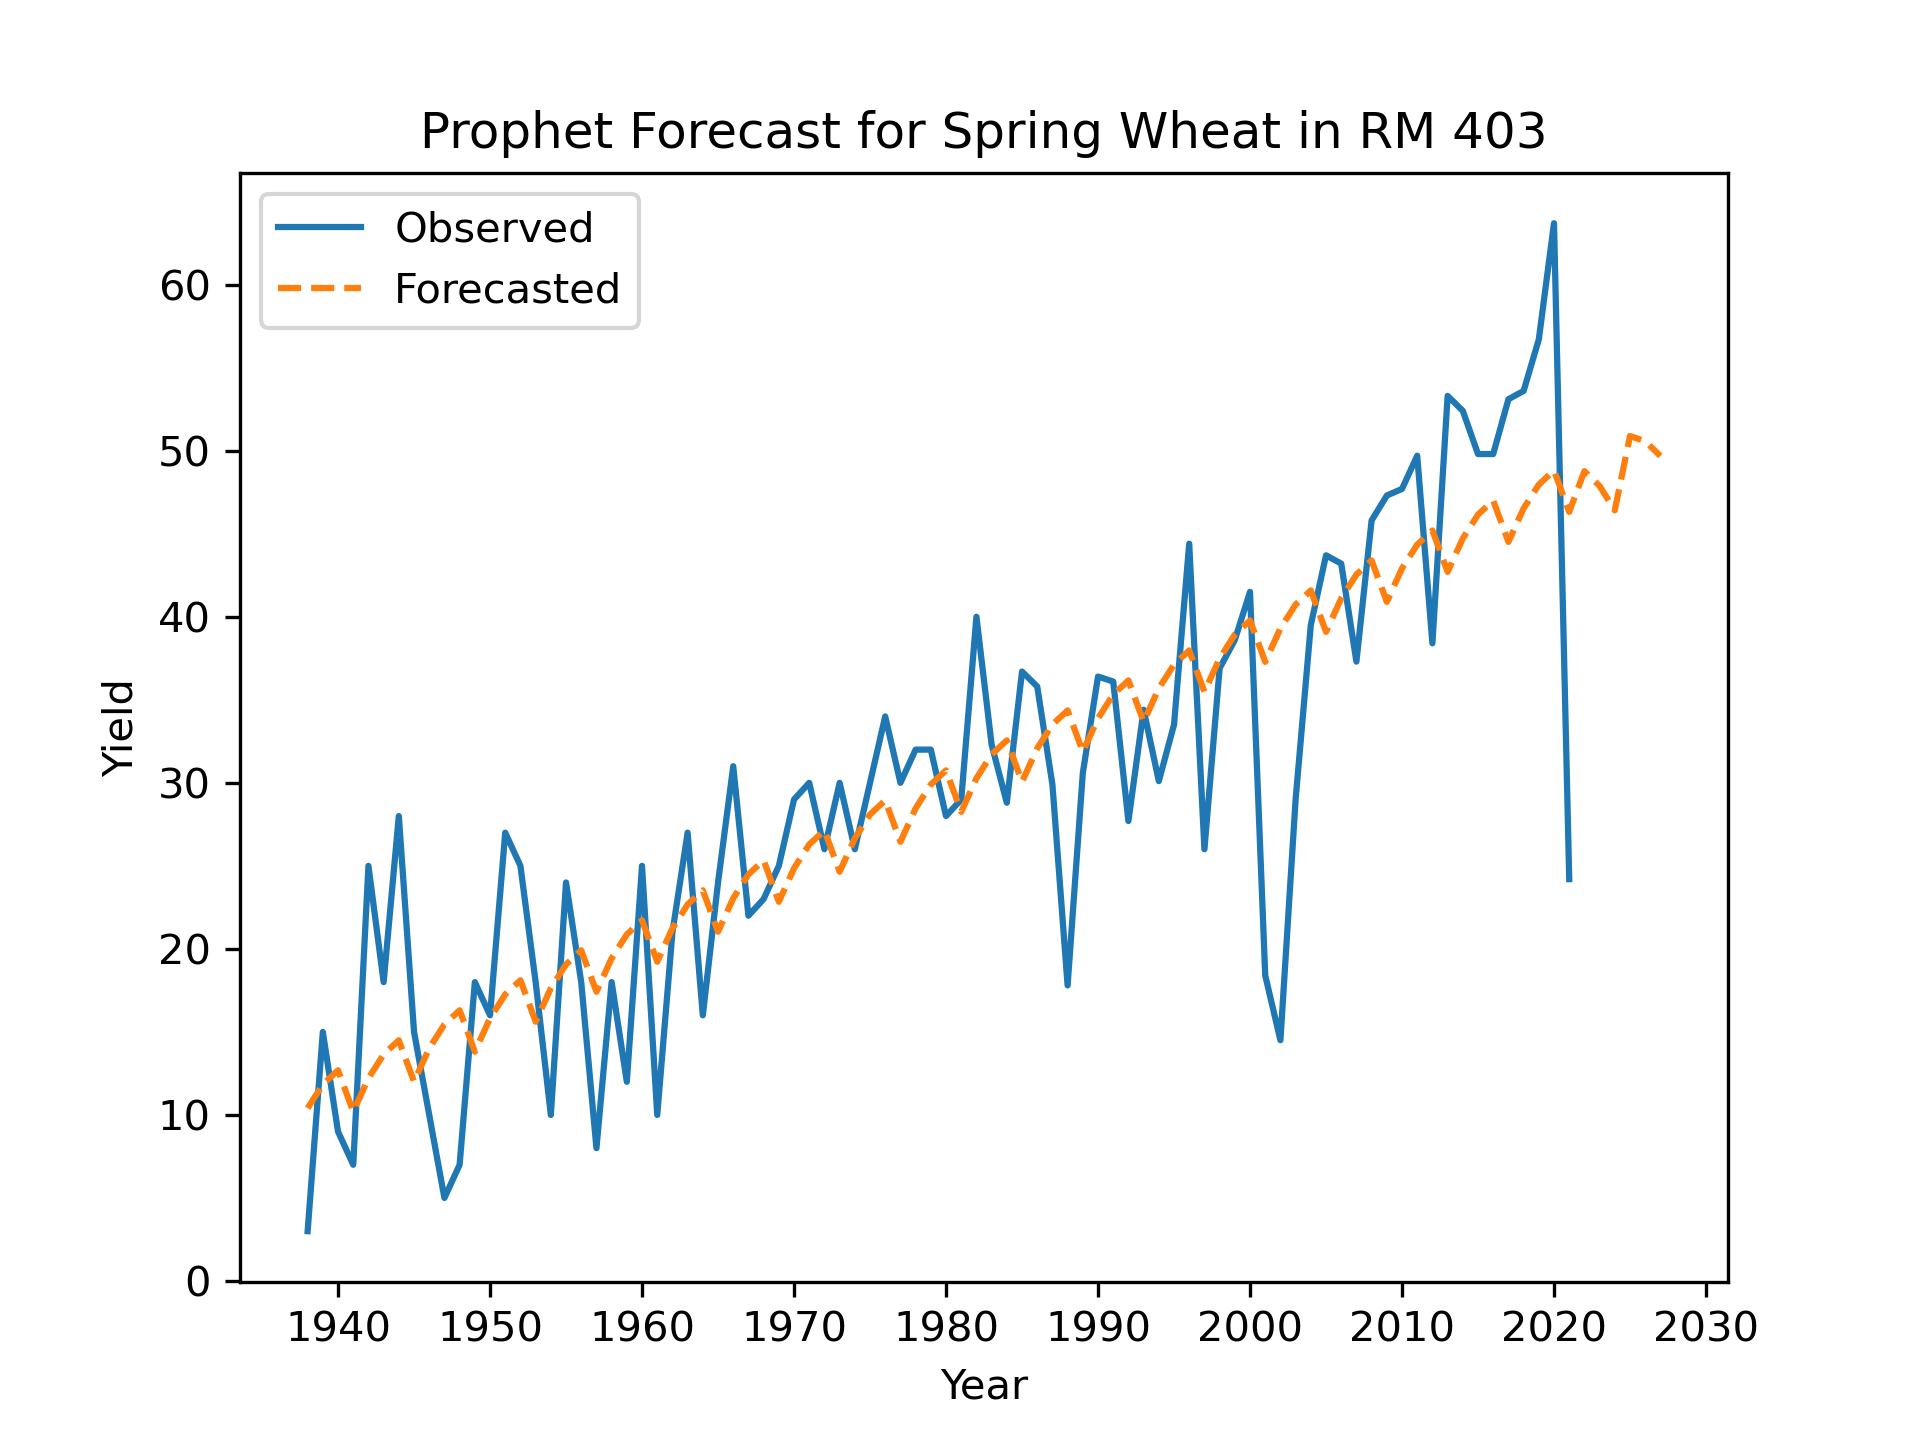 Prophet Forecast for Spring Wheat in RM 403
Observed
Forecasted
60
50
40
30
20
10
0
Yield
1940 1950 1960 1970 1980 1990 2000 2010 2020 2030
Year